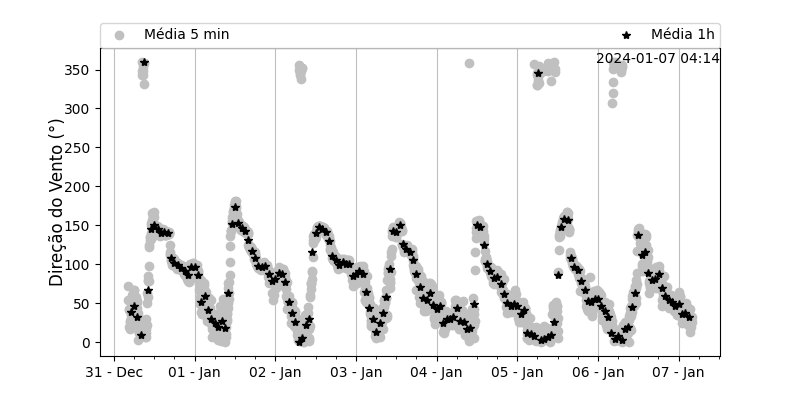 Média 5 min
Média 1h
2024-01-07 04:14
Direção do Vento (°)
350
300
250
200
150
100
50
0
31 - Dec
01 - Jan
02 - Jan
03 - Jan
04 - Jan
05 - Jan
06 - Jan
07 - Jan